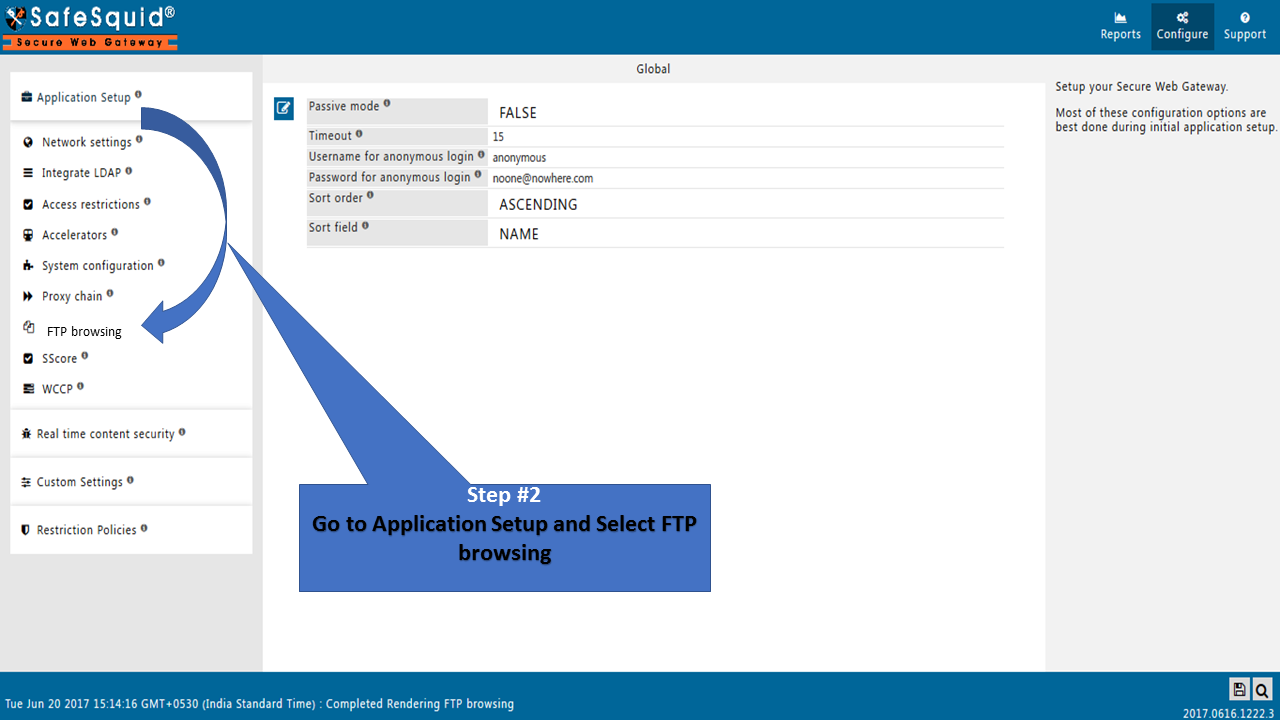 SafeSquid®
Secure Web Gateway
Reports
Configure
Support
Application Setup
Network settings
Integrate LDAP
Access restrictions
Accelerators
System configuration
Proxy chain
FTP browsing
SScore
WCCP
Real time content security
Custom Settings
Restriction Policies
Global
Passive mode FALSE
Timeout 15
Username for anonymous login anonymous
Password for anonymous login noone@nowhere.com
Sort order ASCENDING
Sort field NAME
Step #2
Go to Application Setup and Select FTP
browsing
Setup your Secure Web Gateway.
Most of these configuration options are
best done during initial application setup.
Tue Jun 20 2017 15:14:16 GMT+0530 (India Standard Time) : Completed Rendering FTP browsing
2017.0616.1222.3